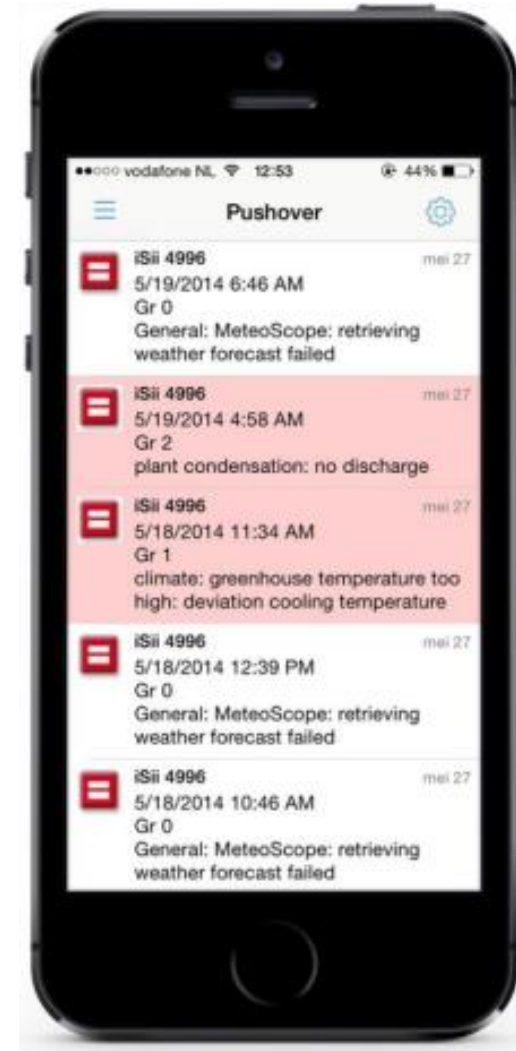 vodafone NL 12:53 44%
Pushover
iSii 4996 mei 27
5/19/2014 6:46 AM
Gr 0
General: MeteoScope: retrieving
weather forecast failed
iSii 4996 mei 27
5/19/2014 4:58 AM
Gr 2
plant condensation: no discharge
iSii 4996 mei 27
5/18/2014 11:34 AM
Gr 1
climate: greenhouse temperature too
high: deviation cooling temperature
iSii 4996 mei 27
5/18/2014 12:39 PM
Gr 0
General: MeteoScope: retrieving
weather forecast failed
iSii 4996 mei 27
5/18/2014 10:46 AM
Gr 0
General: MeteoScope: retrieving
weather forecast failed